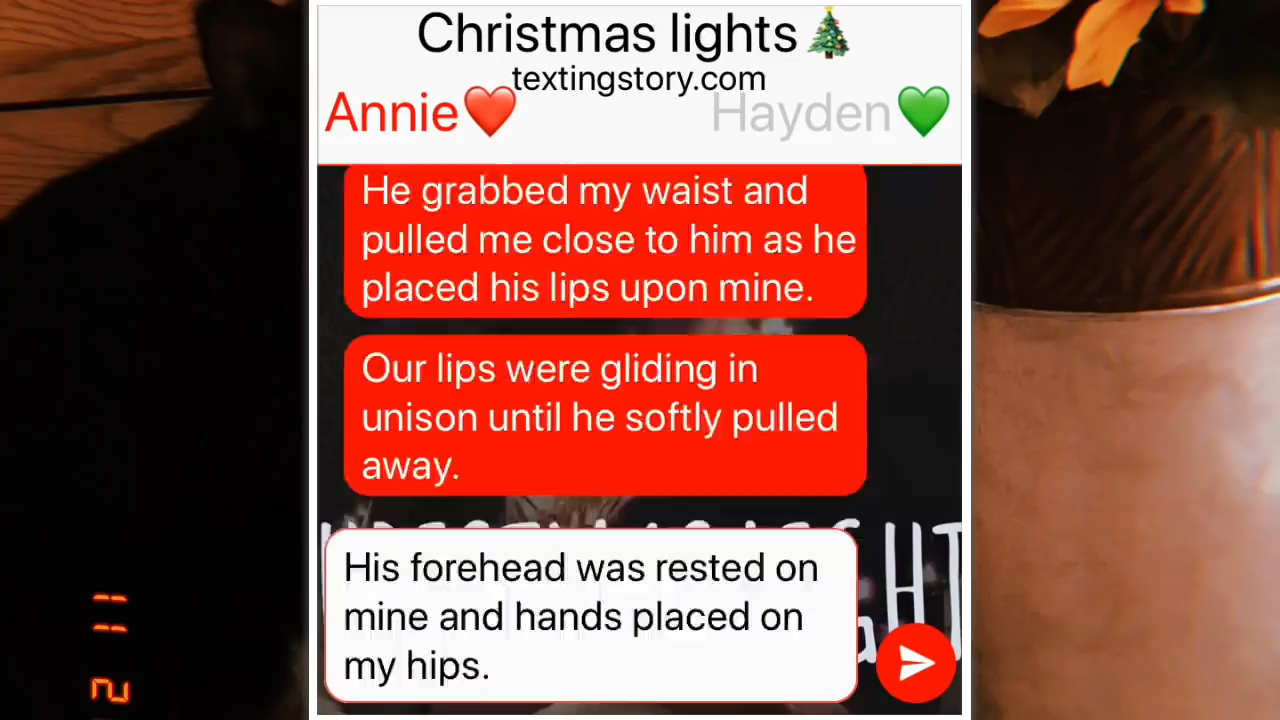 Christmas lights🎄
textingstory.com
Annie❤️ Hayden💚
He grabbed my waist and
pulled me close to him as he
placed his lips upon mine.
Our lips were gliding in
unison until he softly pulled
away.
His forehead was rested on
mine and hands placed on
my hips.